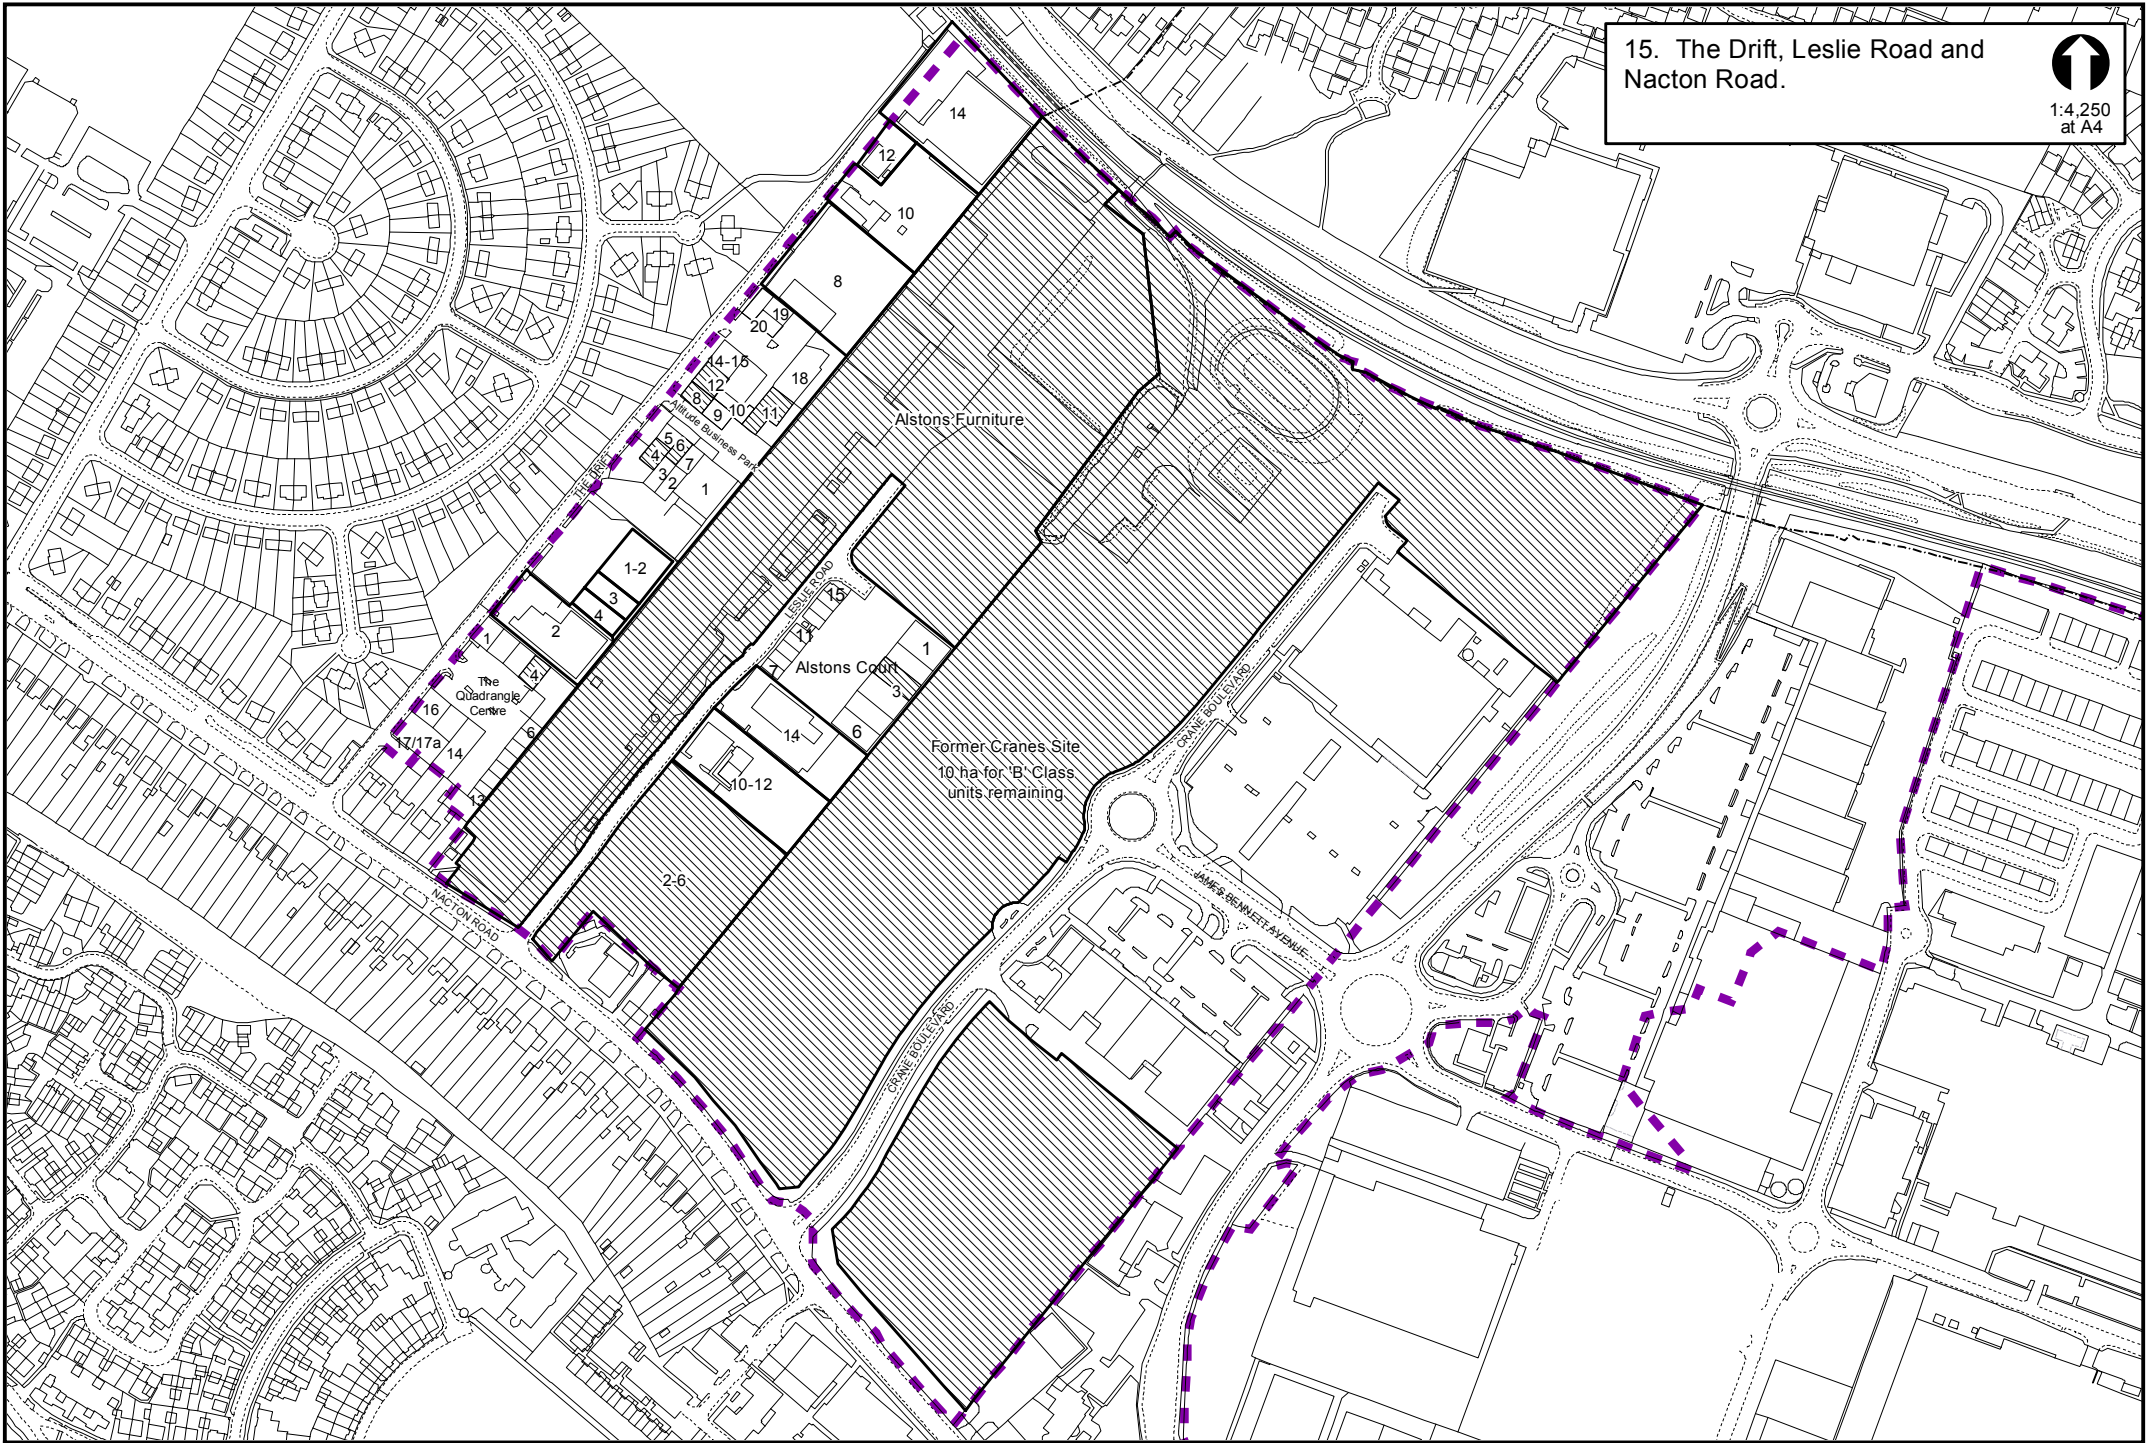 15. The Drift, Leslie Road and
Nacton Road.
1:4,250
at A4
14
12
10
8
19
20
14-15
18
12
8
9
10
11
Altitude Business Park
5
6
4
7
3
2
1
THE DRIFT
Alstons Furniture
1-2
3
4
2
1
4
The
Quadrangle
Centre
16
6
17/17a
14
13
LESLIE ROAD
15
11
1
Alstons Court
7
3
6
14
10-12
2-6
Former Cranes Site
10 ha for 'B' Class
units remaining
CRANE BOULEVARD
JAMES BENNETT AVENUE
NACTON ROAD
CRANE BOULEVARD